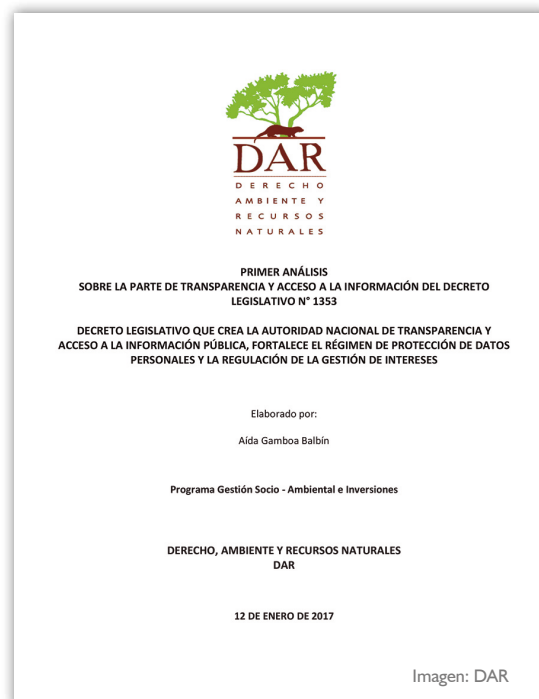 DAR
DERECHO
AMBIENTE Y
RECURSOS
NATURALES
PRIMER ANÁLISIS
SOBRE LA PARTE DE TRANSPARENCIA Y ACCESO A LA INFORMACIÓN DEL DECRETO
LEGISLATIVO N° 1353
DECRETO LEGISLATIVO QUE CREA LA AUTORIDAD NACIONAL DE TRANSPARENCIA Y
ACCESO A LA INFORMACIÓN PÚBLICA, FORTALECE EL RÉGIMEN DE PROTECCIÓN DE DATOS
PERSONALES Y LA REGULACIÓN DE LA GESTIÓN DE INTERESES
Elaborado por:
Aída Gamboa Balbín
Programa Gestión Socio - Ambiental e Inversiones
DERECHO, AMBIENTE Y RECURSOS NATURALES
DAR
12 DE ENERO DE 2017
Imagen: DAR